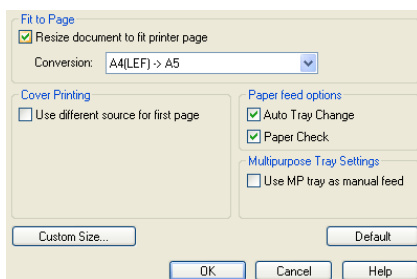 Fit to Page
Resize document to fit printer page
Conversion: A4(LEF) -> A5
Cover Printing
Use different source for first page
Paper feed options
Auto Tray Change
Paper Check
Multipurpose Tray Settings
Use MP tray as manual feed
Custom Size...
Default
OK
Cancel
Help